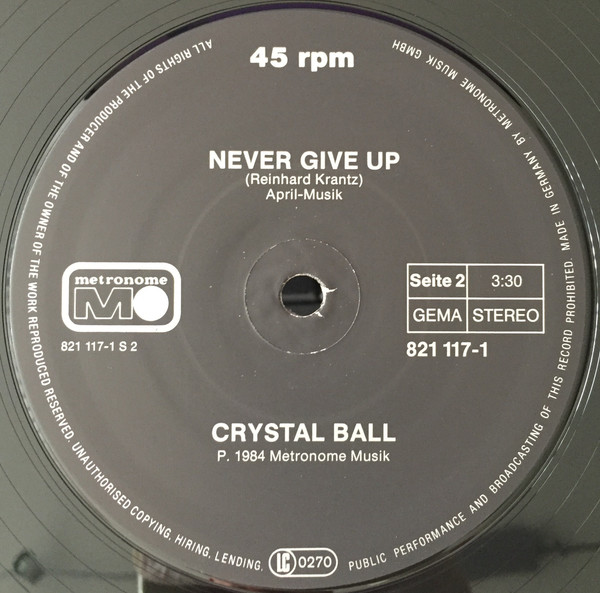 45 rpm
NEVER GIVE UP
(Reinhard Krantz)
April-Musik
metronome
M
821 117-1 S 2
Seite 2
3:30
GEMA
STEREO
821 117-1
CRYSTAL BALL
P. 1984 Metronome Musik
ALL RIGHTS OF THE PRODUCER AND OF THE OWNER OF THE WORK REPRODUCED RESERVED. UNAUTHORISED COPYING, HIRING, LENDING, LC 0270 PUBLIC PERFORMANCE AND BROADCASTING OF THIS RECORD PROHIBITED. MADE IN GERMANY BY METRONOME MUSIK GMBH